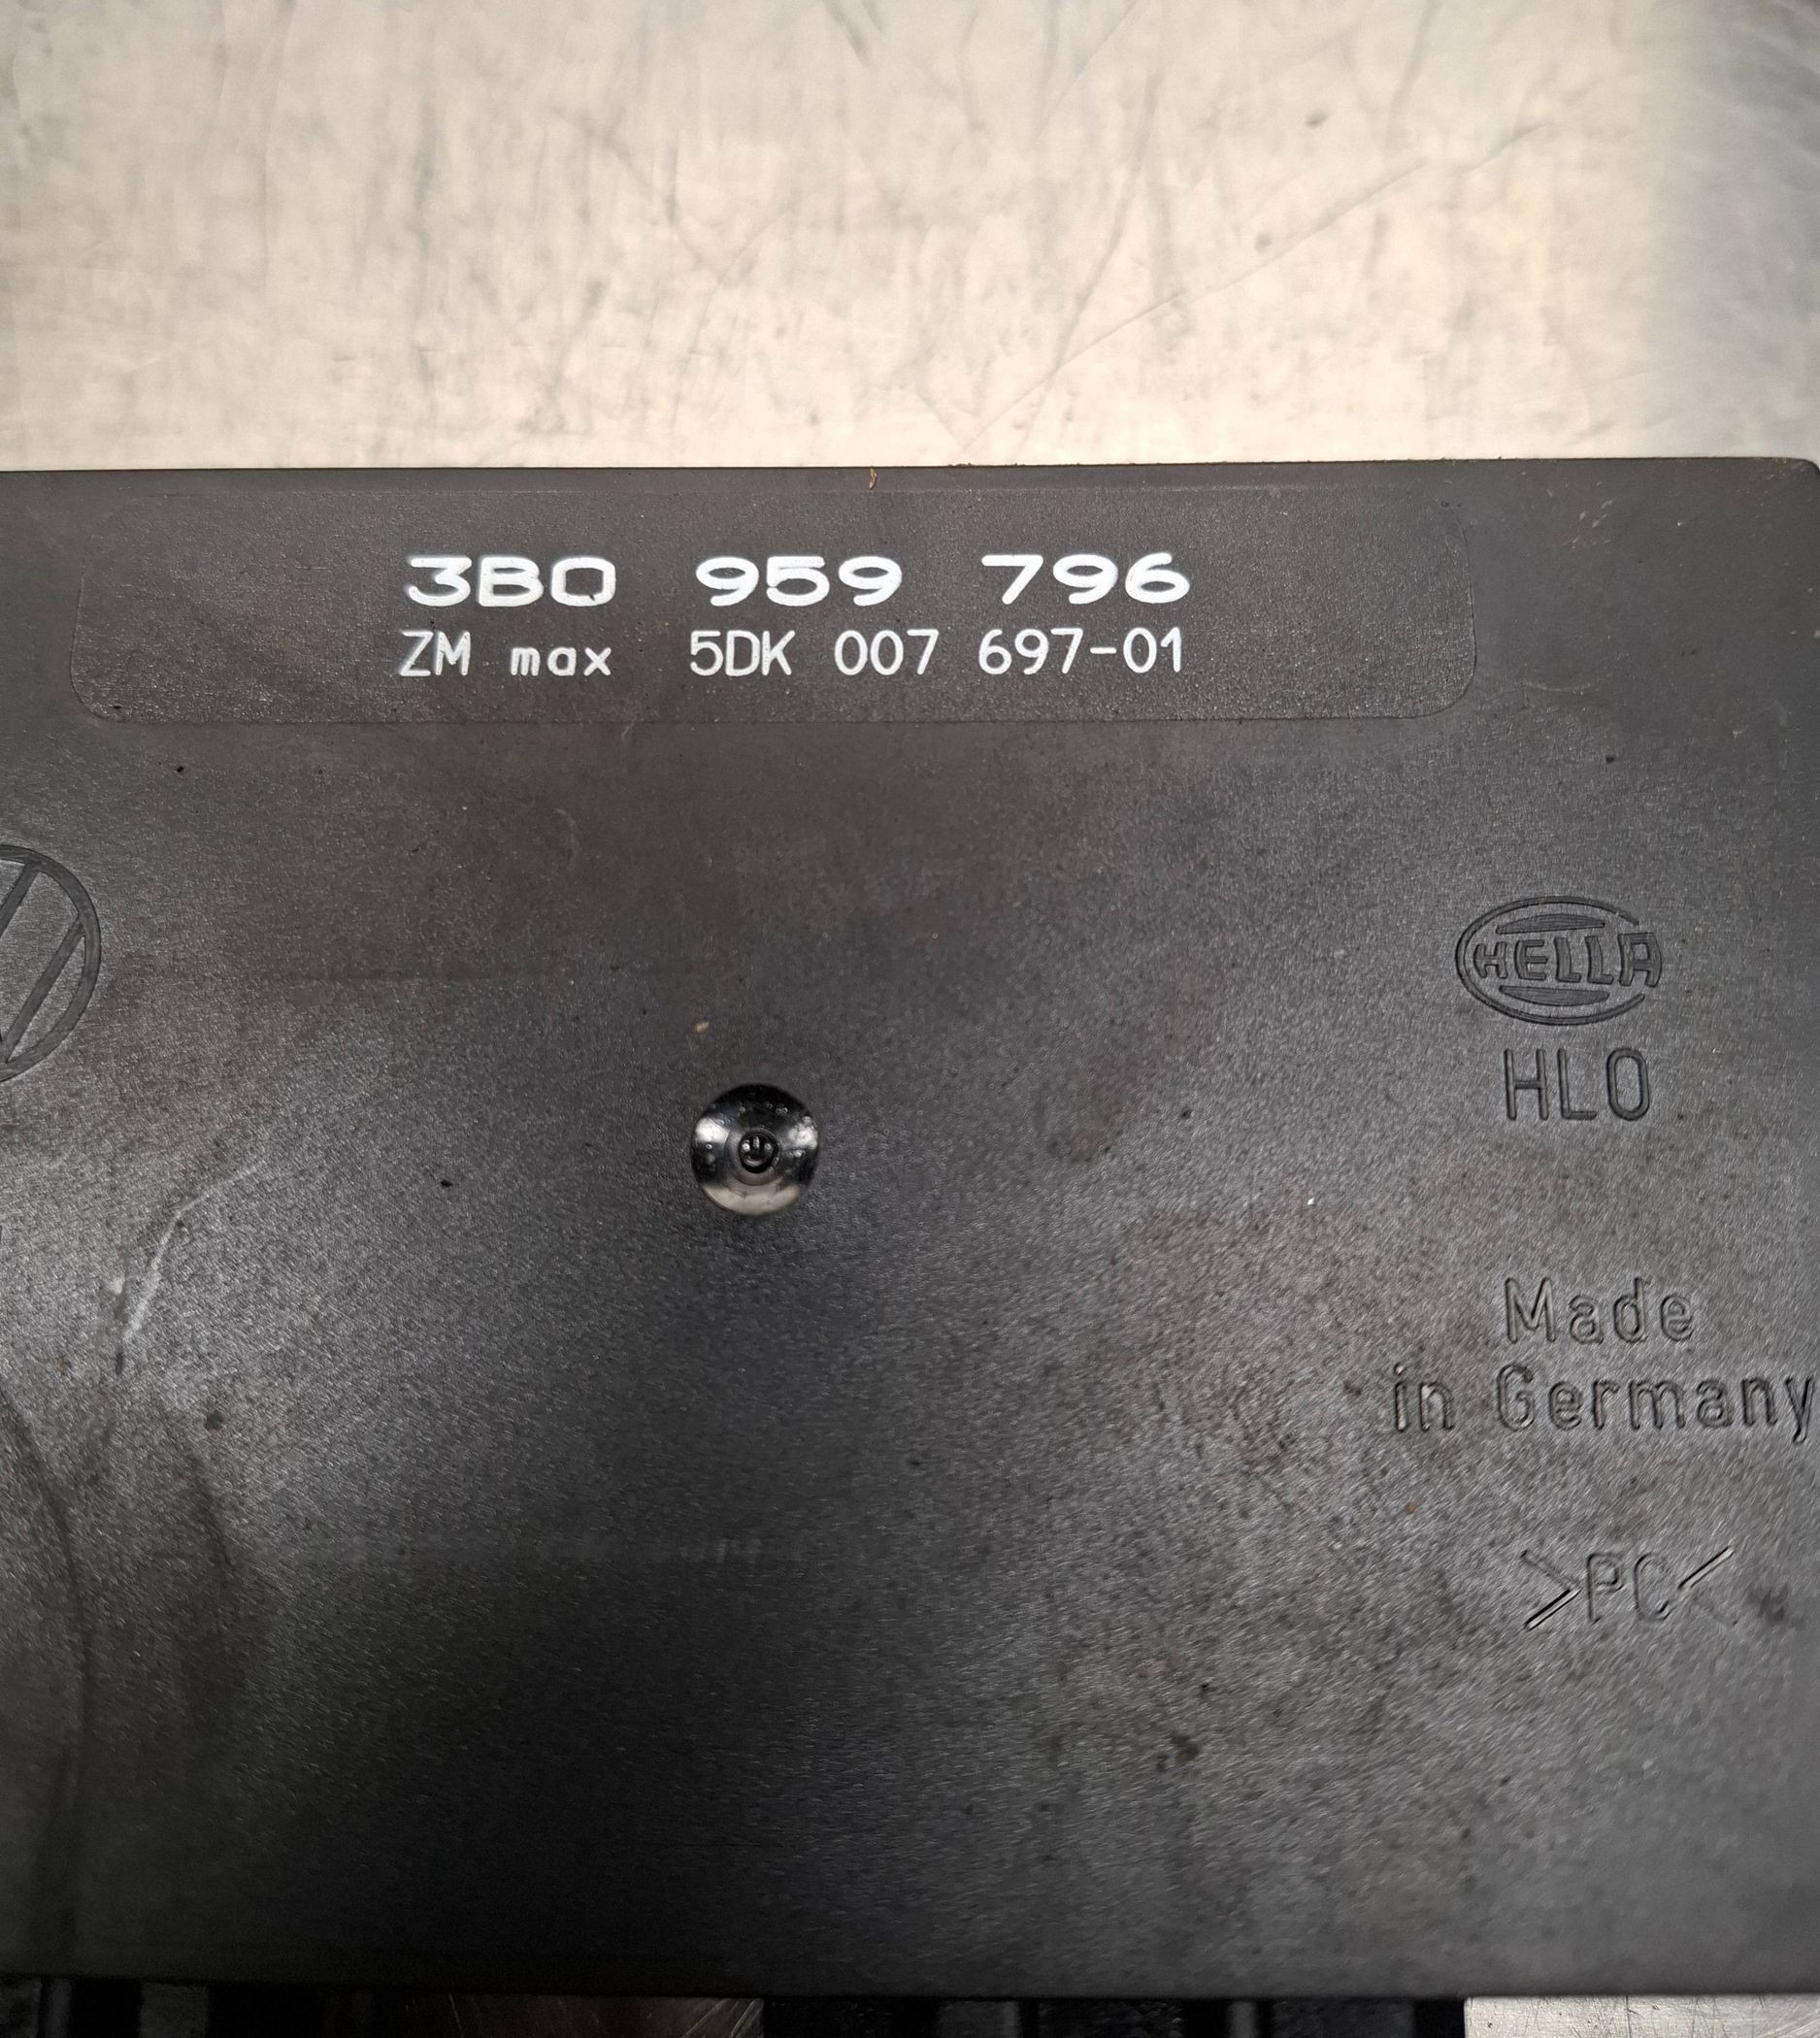 3B0 959 796
ZM max 5DK 007 697-01
HELLA
HLO
Made
in Germany
>PC<